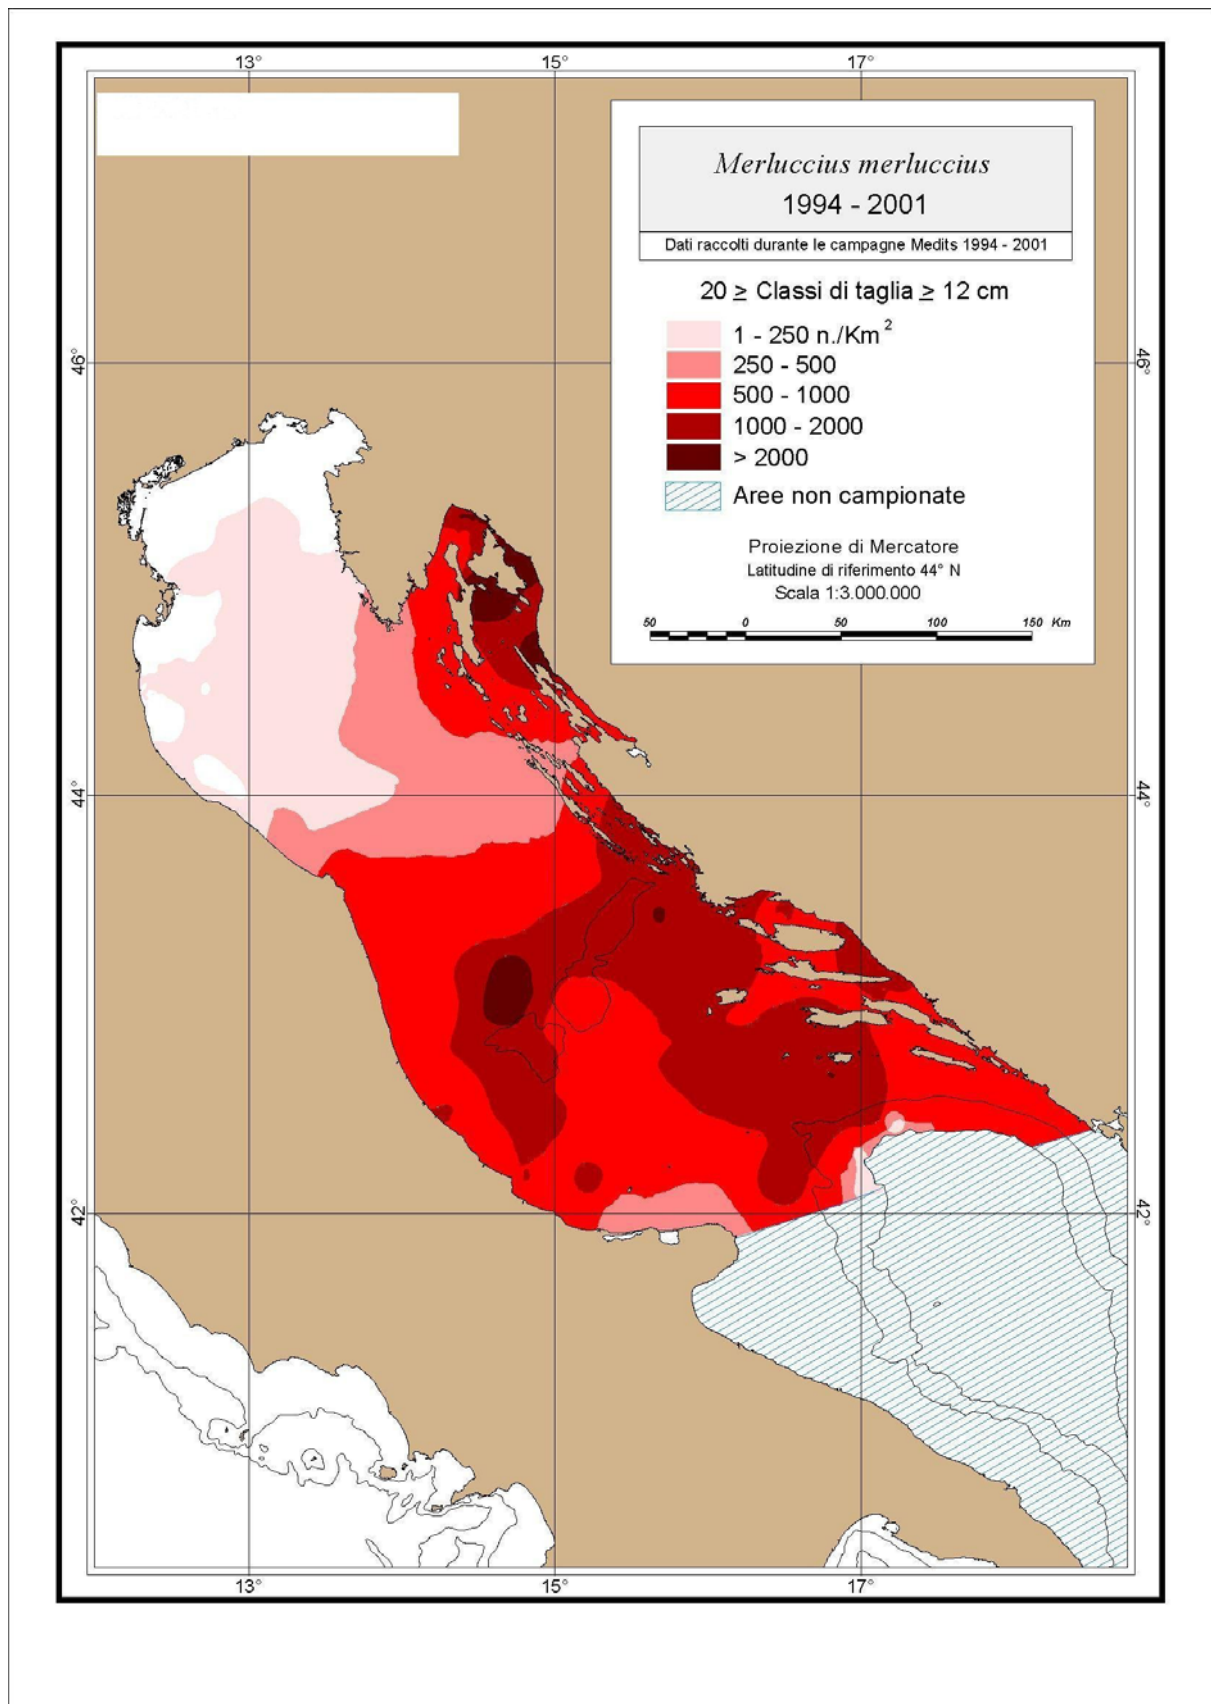 13° 15° 17°
Merluccius merluccius
1994 - 2001
Dati raccolti durante le campagne Medits 1994 - 2001
20 ≥ Classi di taglia ≥ 12 cm
1 - 250 n./Km²
250 - 500
500 - 1000
1000 - 2000
> 2000
Aree non campionate
Proiezione di Mercatore
Latitudine di riferimento 44° N
Scala 1:3.000.000
50 0 50 100 150 Km
46° 46°
44° 44°
42° 42°
13° 15° 17°